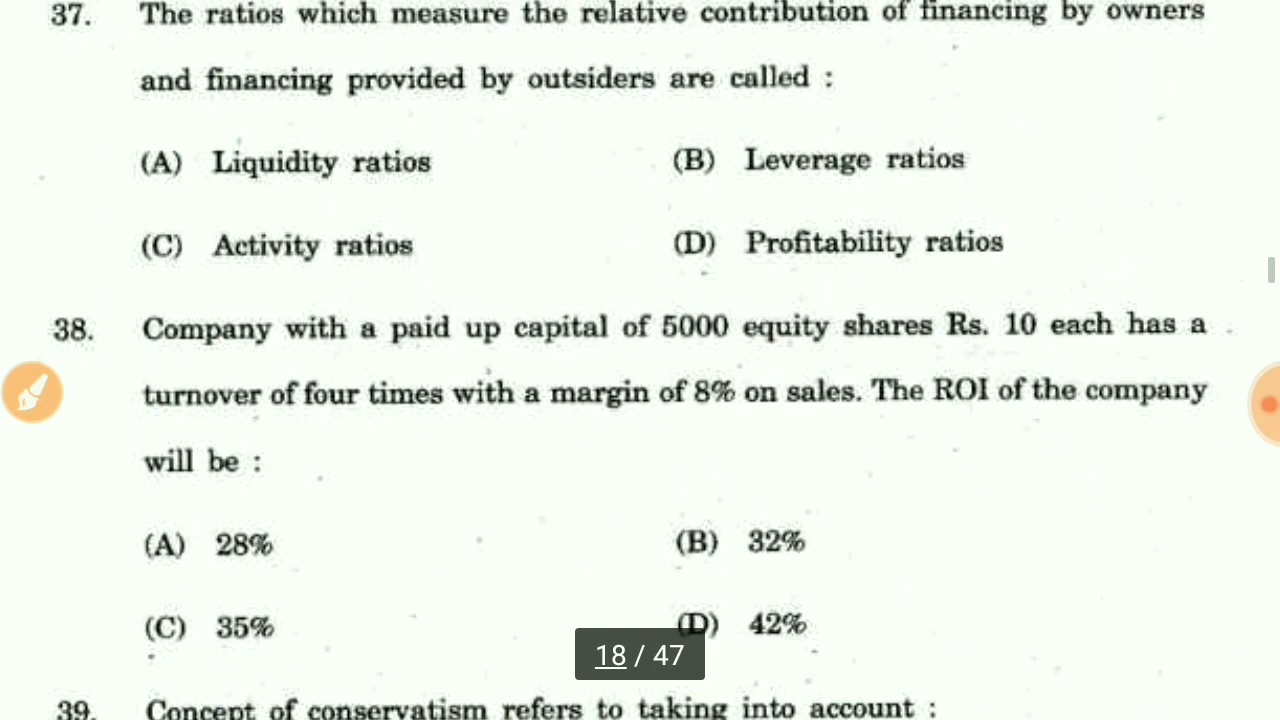 37. The ratios which measure the relative contribution of financing by owners
and financing provided by outsiders are called :
(A) Liquidity ratios (B) Leverage ratios
(C) Activity ratios (D) Profitability ratios
38. Company with a paid up capital of 5000 equity shares Rs. 10 each has a
turnover of four times with a margin of 8% on sales. The ROI of the company
will be :
(A) 28% (B) 32%
(C) 35% (D) 42%
18 / 47
39. Concept of conservatism refers to taking into account :